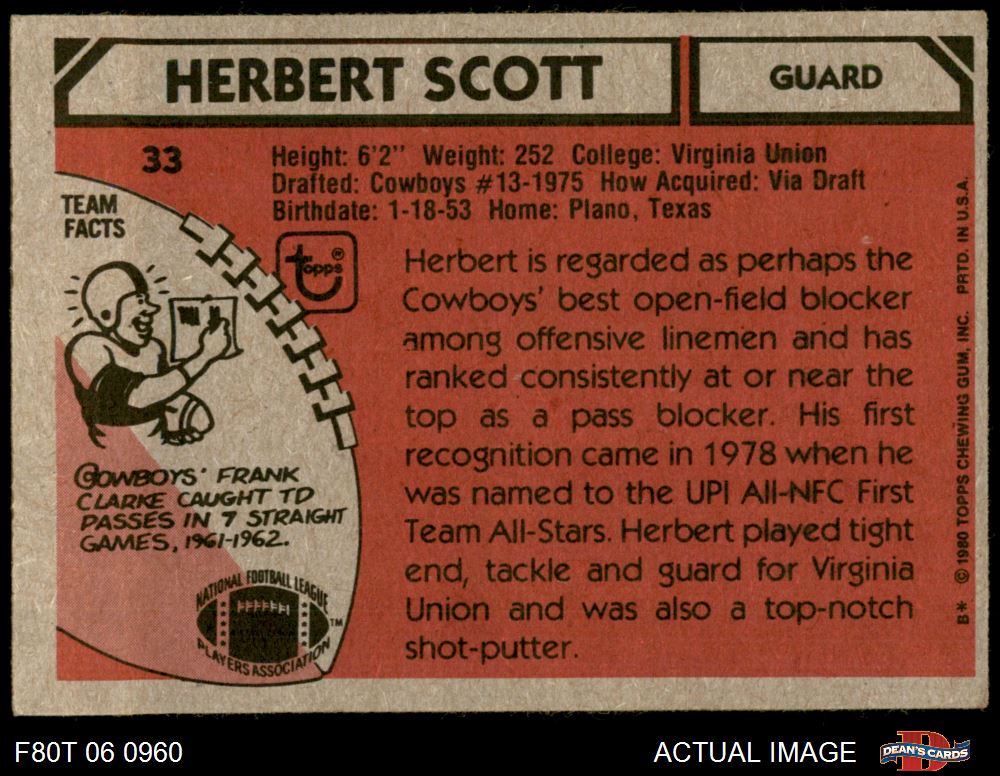 HERBERT SCOTT
GUARD
33
Height: 6'2" Weight: 252 College: Virginia Union
Drafted: Cowboys #13-1975 How Acquired: Via Draft
Birthdate: 1-18-53 Home: Plano, Texas
TEAM
FACTS
Topps®
COWBOYS' FRANK
CLARKE CAUGHT TD
PASSES IN 7 STRAIGHT
GAMES, 1961-1962.
NATIONAL FOOTBALL LEAGUE
PLAYERS ASSOCIATION
TM
Herbert is regarded as perhaps the
Cowboys' best open-field blocker
among offensive linemen and has
ranked consistently at or near the
top as a pass blocker. His first
recognition came in 1978 when he
was named to the UPI All-NFC First
Team All-Stars. Herbert played tight
end, tackle and guard for Virginia
Union and was also a top-notch
shot-putter.
B* © 1980 TOPPS CHEWING GUM, INC. PRTD. IN U.S.A.
F80T 06 0960
ACTUAL IMAGE
DEAN'S CARDS